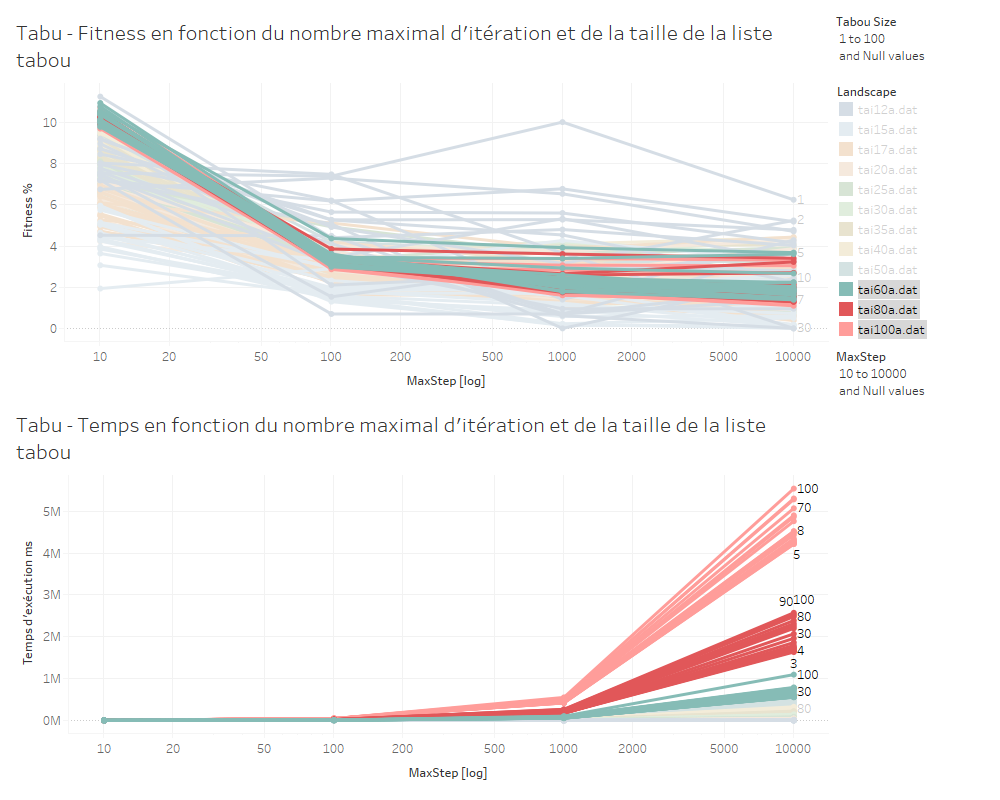 Tabu - Fitness en fonction du nombre maximal d'itération et de la taille de la liste
tabou
Tabou Size
1 to 100
and Null values
Landscape
tai12a.dat
tai15a.dat
tai17a.dat
tai20a.dat
tai25a.dat
tai30a.dat
tai35a.dat
tai40a.dat
tai50a.dat
tai60a.dat
tai80a.dat
tai100a.dat
MaxStep
10 to 10000
and Null values
Fitness %
10
8
6
4
2
0
1
2
5
10
7
30
10 20 50 100 200 500 1000 2000 5000 10000
MaxStep [log]
Tabu - Temps en fonction du nombre maximal d'itération et de la taille de la liste
tabou
Temps d'exécution ms
5M
4M
3M
2M
1M
0M
100
70
8
5
90 100
80
30
4
3
100
30
80
10 20 50 100 200 500 1000 2000 5000 10000
MaxStep [log]